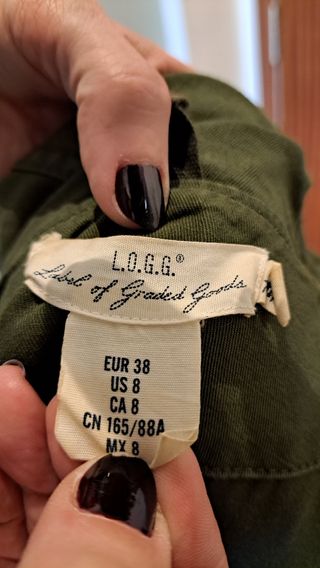 L.O.G.G.®
Label of Graded Goods
EUR 38
US 8
CA 8
CN 165/88A
MX 8